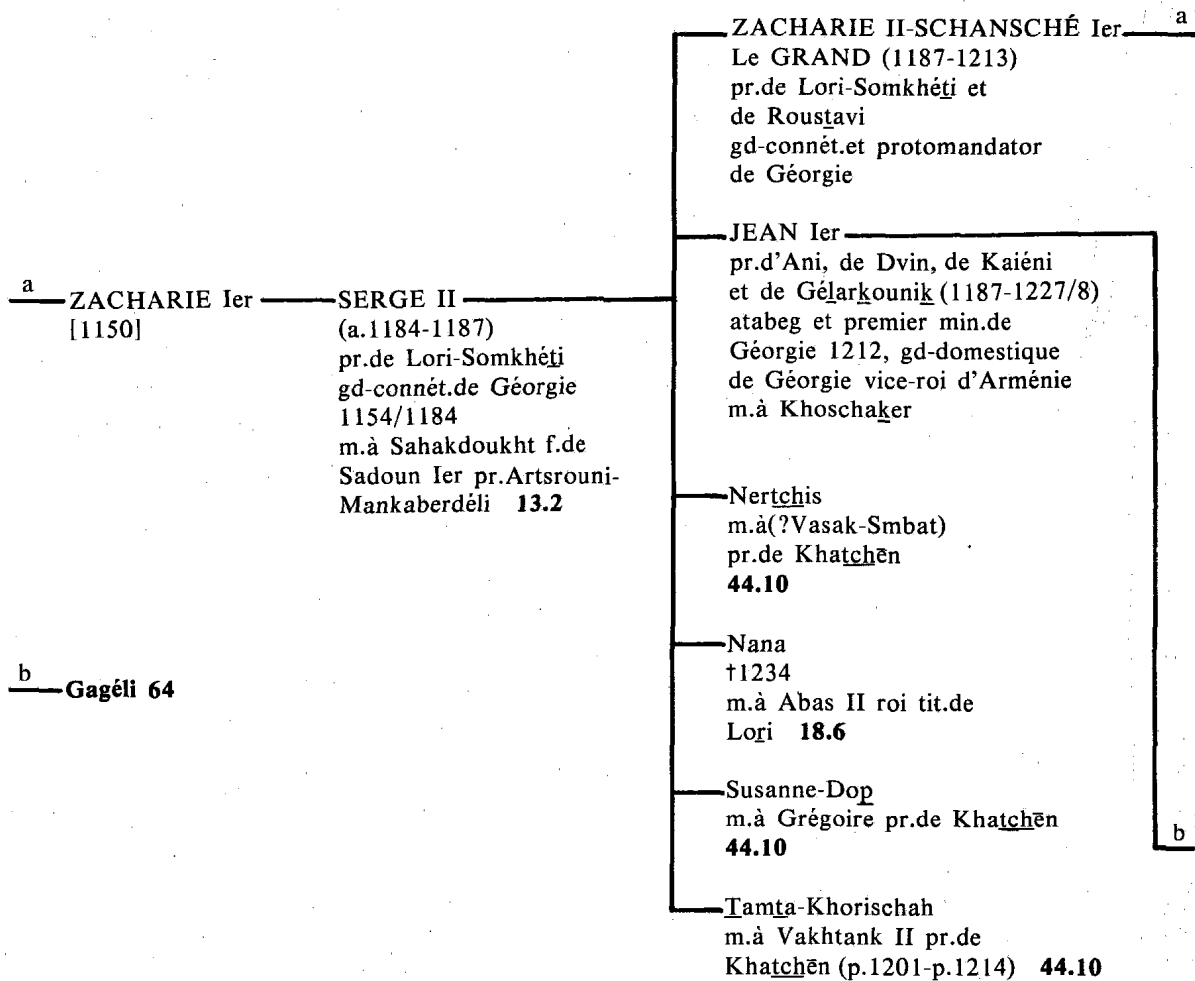 a
ZACHARIE Ier
[1150]
b
Gagéli 64
SERGE II
(a.1184-1187)
pr.de Lori-Somkhéti
gd-connét.de Géorgie
1154/1184
m.à Sahakdoukht f.de
Sadoun Ier pr.Artsrouni-
Mankaberdéli 13.2
ZACHARIE II-SCHANSCHÉ Ier
Le GRAND (1187-1213)
pr.de Lori-Somkhéti et
de Roustavi
gd-connét.et protomandator
de Géorgie
JEAN Ier
pr.d'Ani, de Dvin, de Kaiéni
et de Gélarkounik (1187-1227/8)
atabeg et premier min.de
Géorgie 1212, gd-domestique
de Géorgie vice-roi d'Arménie
m.à Khoschaker
Nertchis
m.à(?Vasak-Smbat)
pr.de Khatchēn
44.10
Nana
†1234
m.à Abas II roi tit.de
Lori 18.6
Susanne-Dop
m.à Grégoire pr.de Khatchēn
44.10
Tamta-Khorischah
m.à Vakhtank II pr.de
Khatchēn (p.1201-p.1214) 44.10
a
b